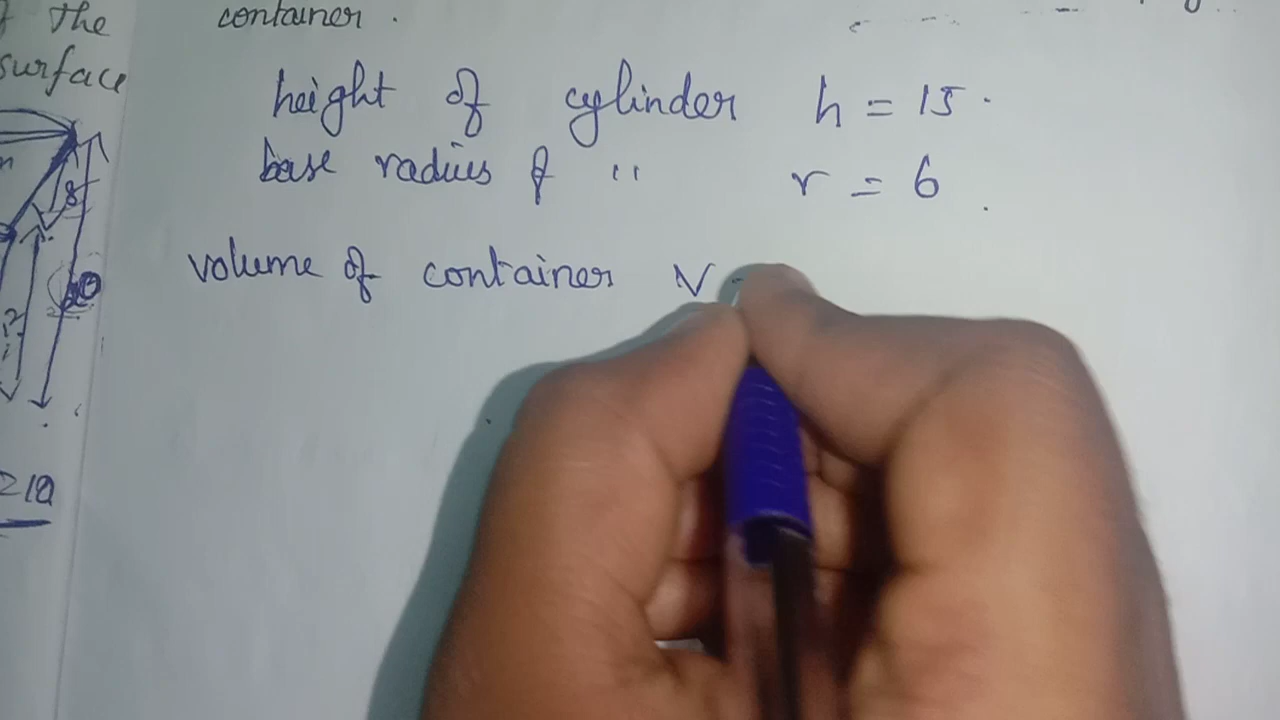 The
surface
container.
height of cylinder h = 15.
base radius of " r = 6
volume of container V